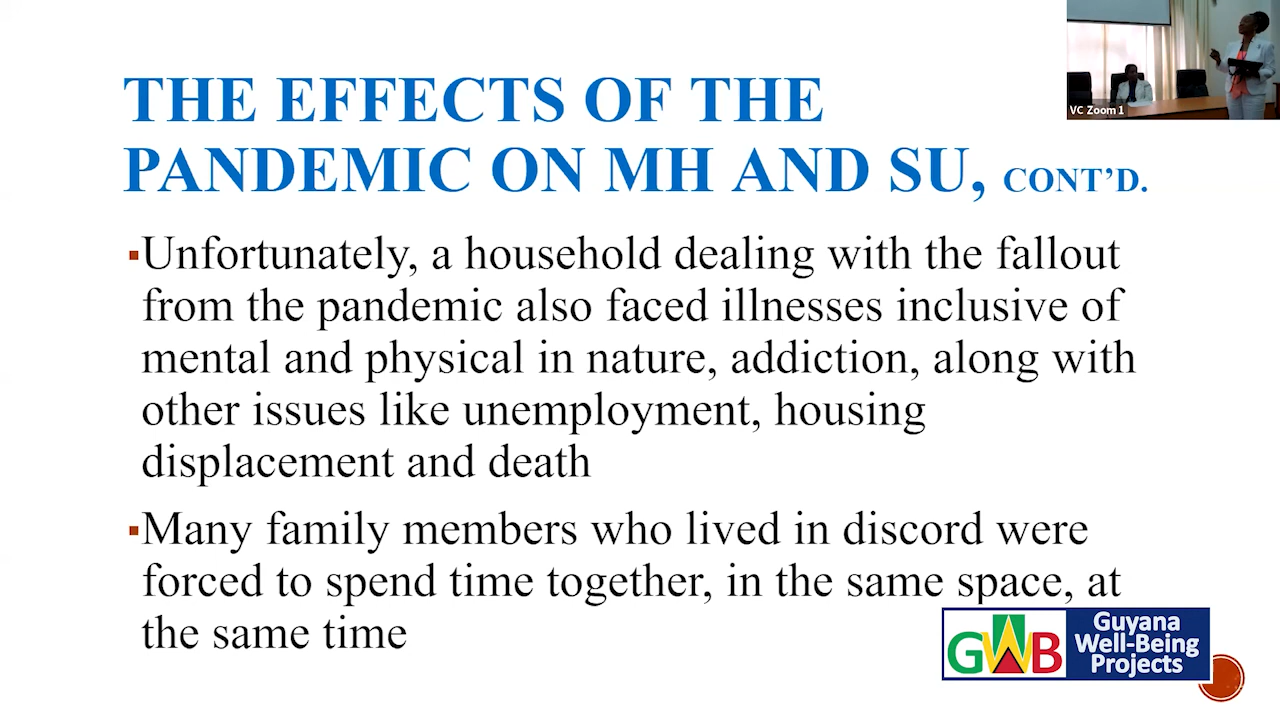 VC Zoom 1
THE EFFECTS OF THE
PANDEMIC ON MH AND SU, CONT’D.
▪Unfortunately, a household dealing with the fallout
from the pandemic also faced illnesses inclusive of
mental and physical in nature, addiction, along with
other issues like unemployment, housing
displacement and death
▪Many family members who lived in discord were
forced to spend time together, in the same space, at
the same time
GWB
Guyana
Well-Being
Projects